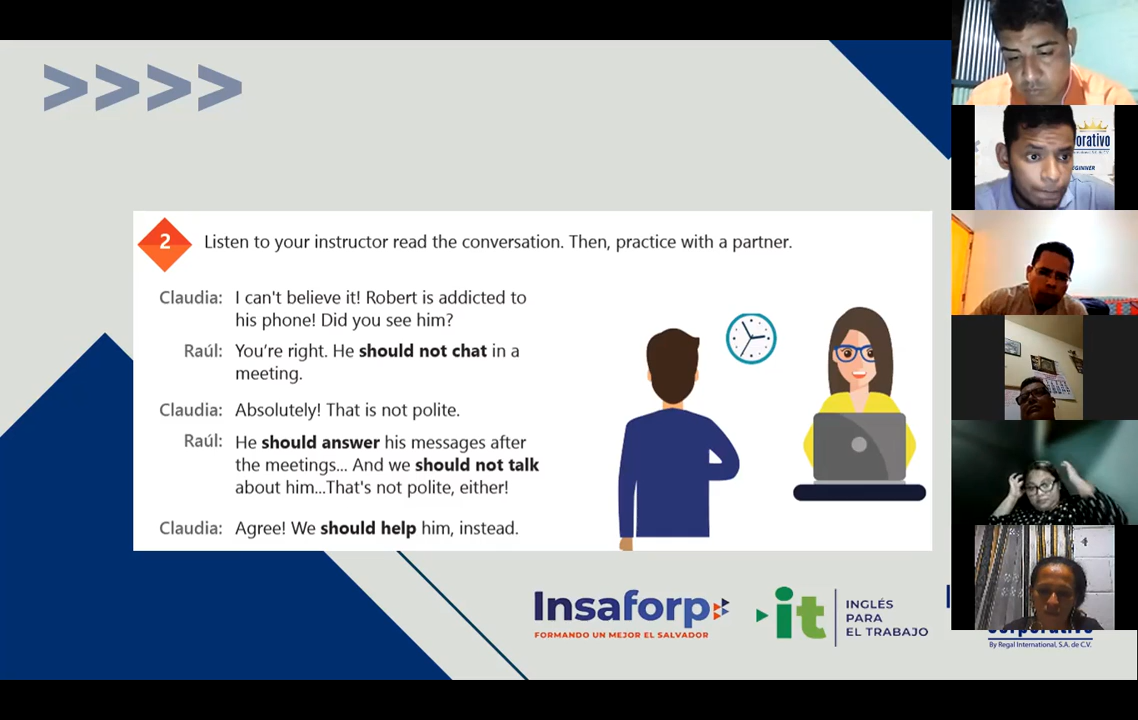 >>>>
2 Listen to your instructor read the conversation. Then, practice with a partner.
Claudia: I can't believe it! Robert is addicted to
his phone! Did you see him?
Raúl: You're right. He should not chat in a
meeting.
Claudia: Absolutely! That is not polite.
Raúl: He should answer his messages after
the meetings... And we should not talk
about him...That's not polite, either!
Claudia: Agree! We should help him, instead.
Insaforp
FORMANDO UN MEJOR EL SALVADOR
it
INGLÉS
PARA
EL TRABAJO
By Regal International, S.A. de C.V.